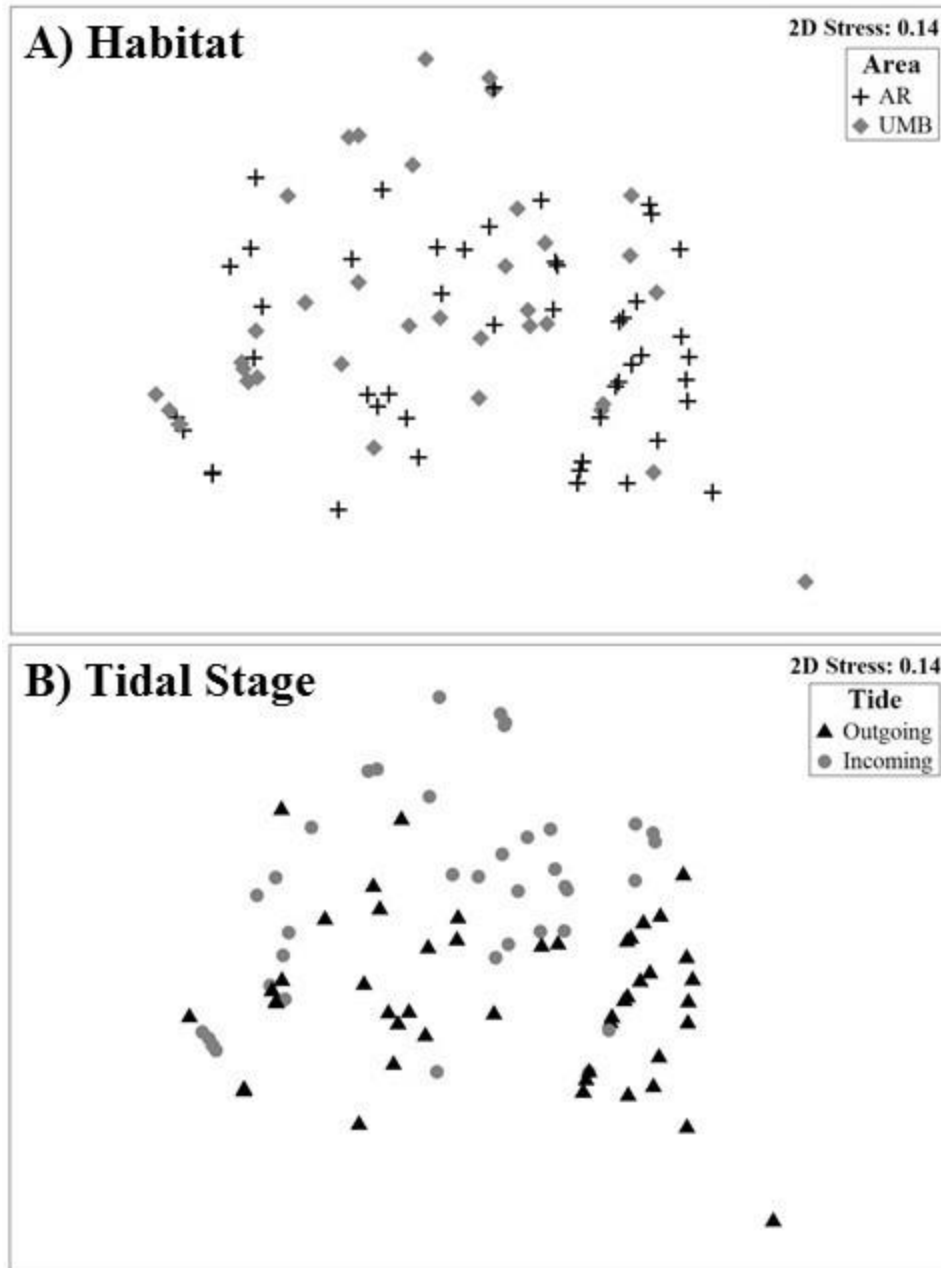 A) Habitat
2D Stress: 0.14
Area
AR
UMB
B) Tidal Stage
2D Stress: 0.14
Tide
Outgoing
Incoming